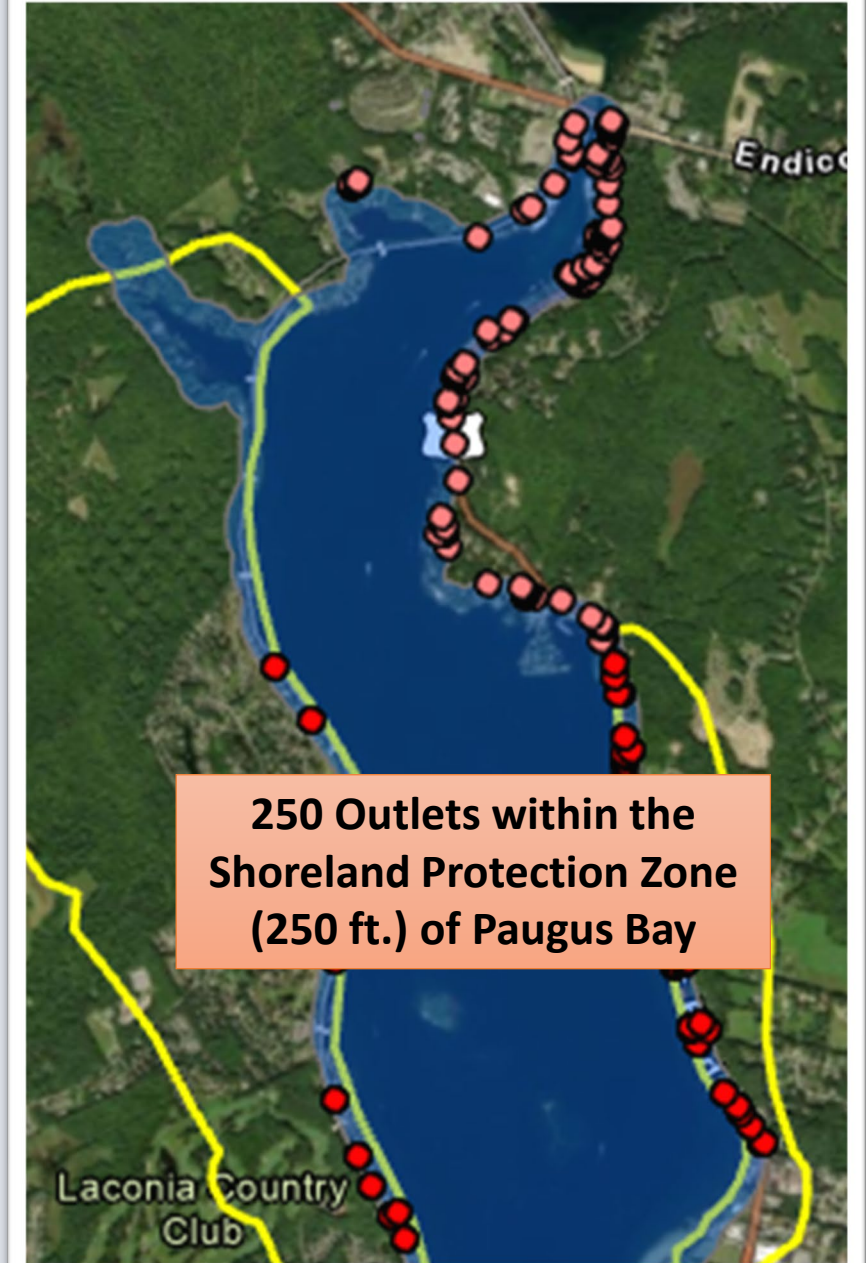 Endico
250 Outlets within the
Shoreland Protection Zone
(250 ft.) of Paugus Bay
Laconia Country
Club